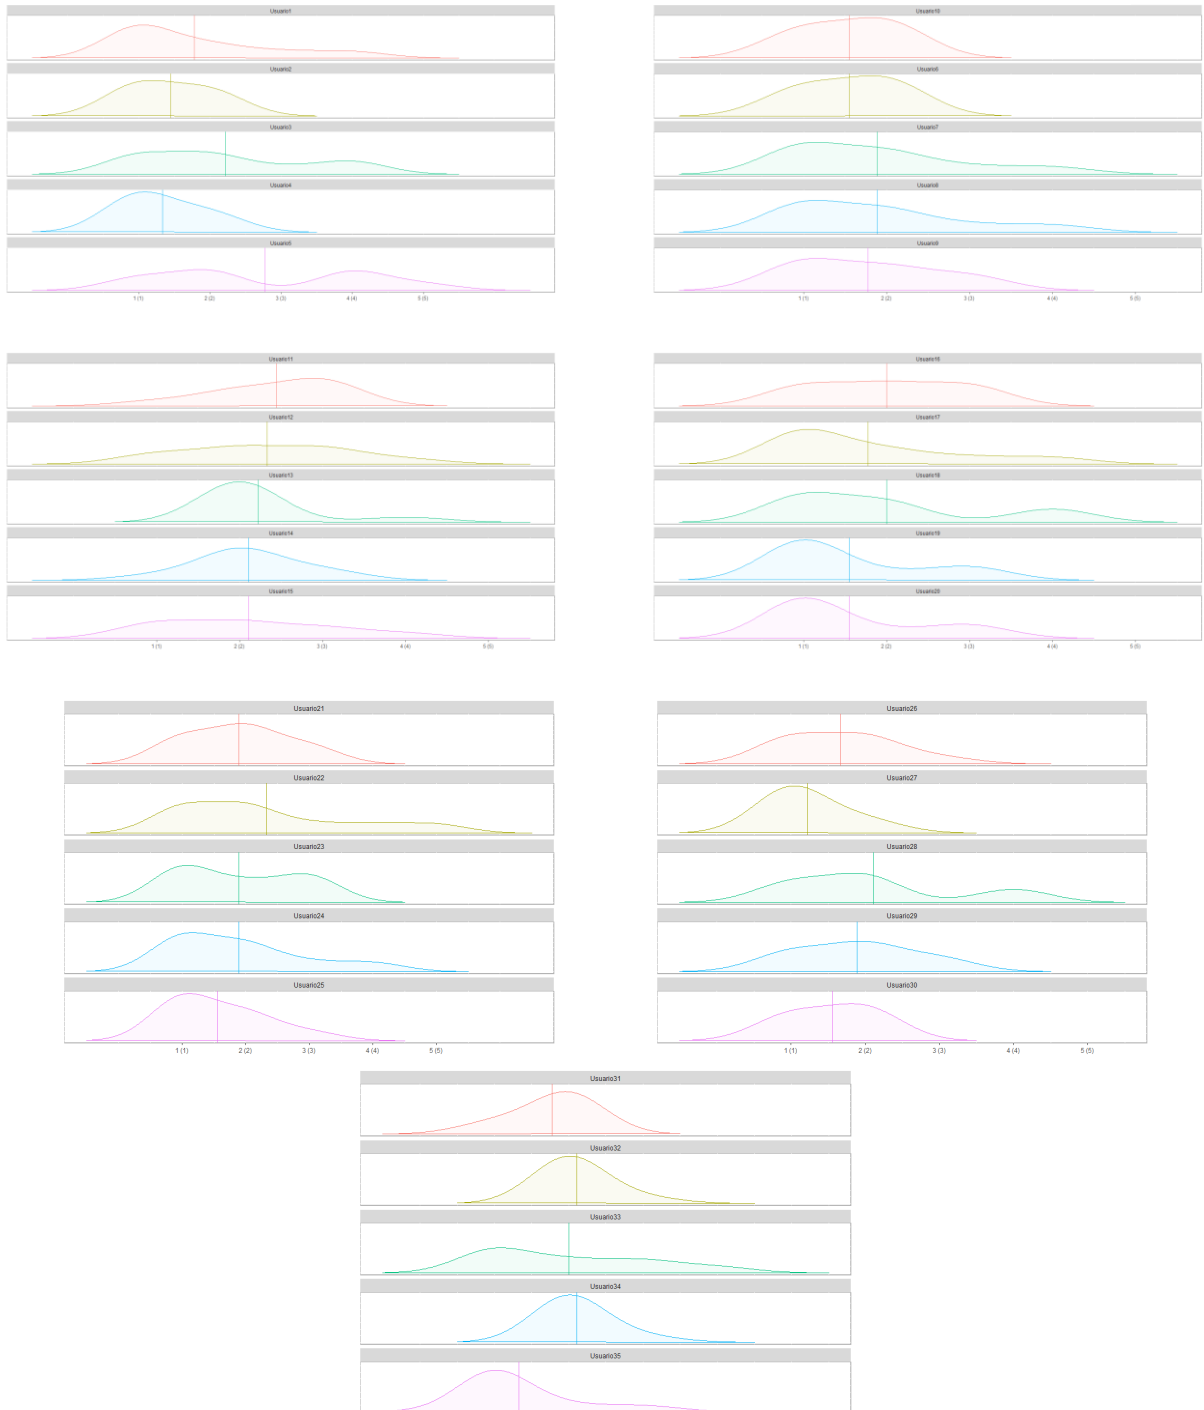 Usuario1
Usuario2
Usuario3
Usuario4
Usuario5
1 (1) 2 (2) 3 (3) 4 (4) 5 (5)
Usuario10
Usuario6
Usuario7
Usuario8
Usuario9
1 (1) 2 (2) 3 (3) 4 (4) 5 (5)
Usuario11
Usuario12
Usuario13
Usuario14
Usuario15
1 (1) 2 (2) 3 (3) 4 (4) 5 (5)
Usuario16
Usuario17
Usuario18
Usuario19
Usuario20
1 (1) 2 (2) 3 (3) 4 (4) 5 (5)
Usuario21
Usuario22
Usuario23
Usuario24
Usuario25
1 (1) 2 (2) 3 (3) 4 (4) 5 (5)
Usuario26
Usuario27
Usuario28
Usuario29
Usuario30
1 (1) 2 (2) 3 (3) 4 (4) 5 (5)
Usuario31
Usuario32
Usuario33
Usuario34
Usuario35